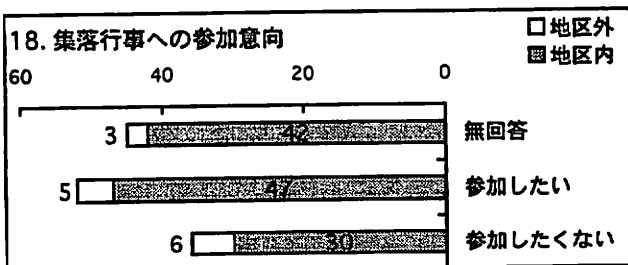 18. 集落行事への参加意向
□地区外
▩地区内
60 40 20 0
3 42 無回答
5 47 参加したい
6 30 参加したくない